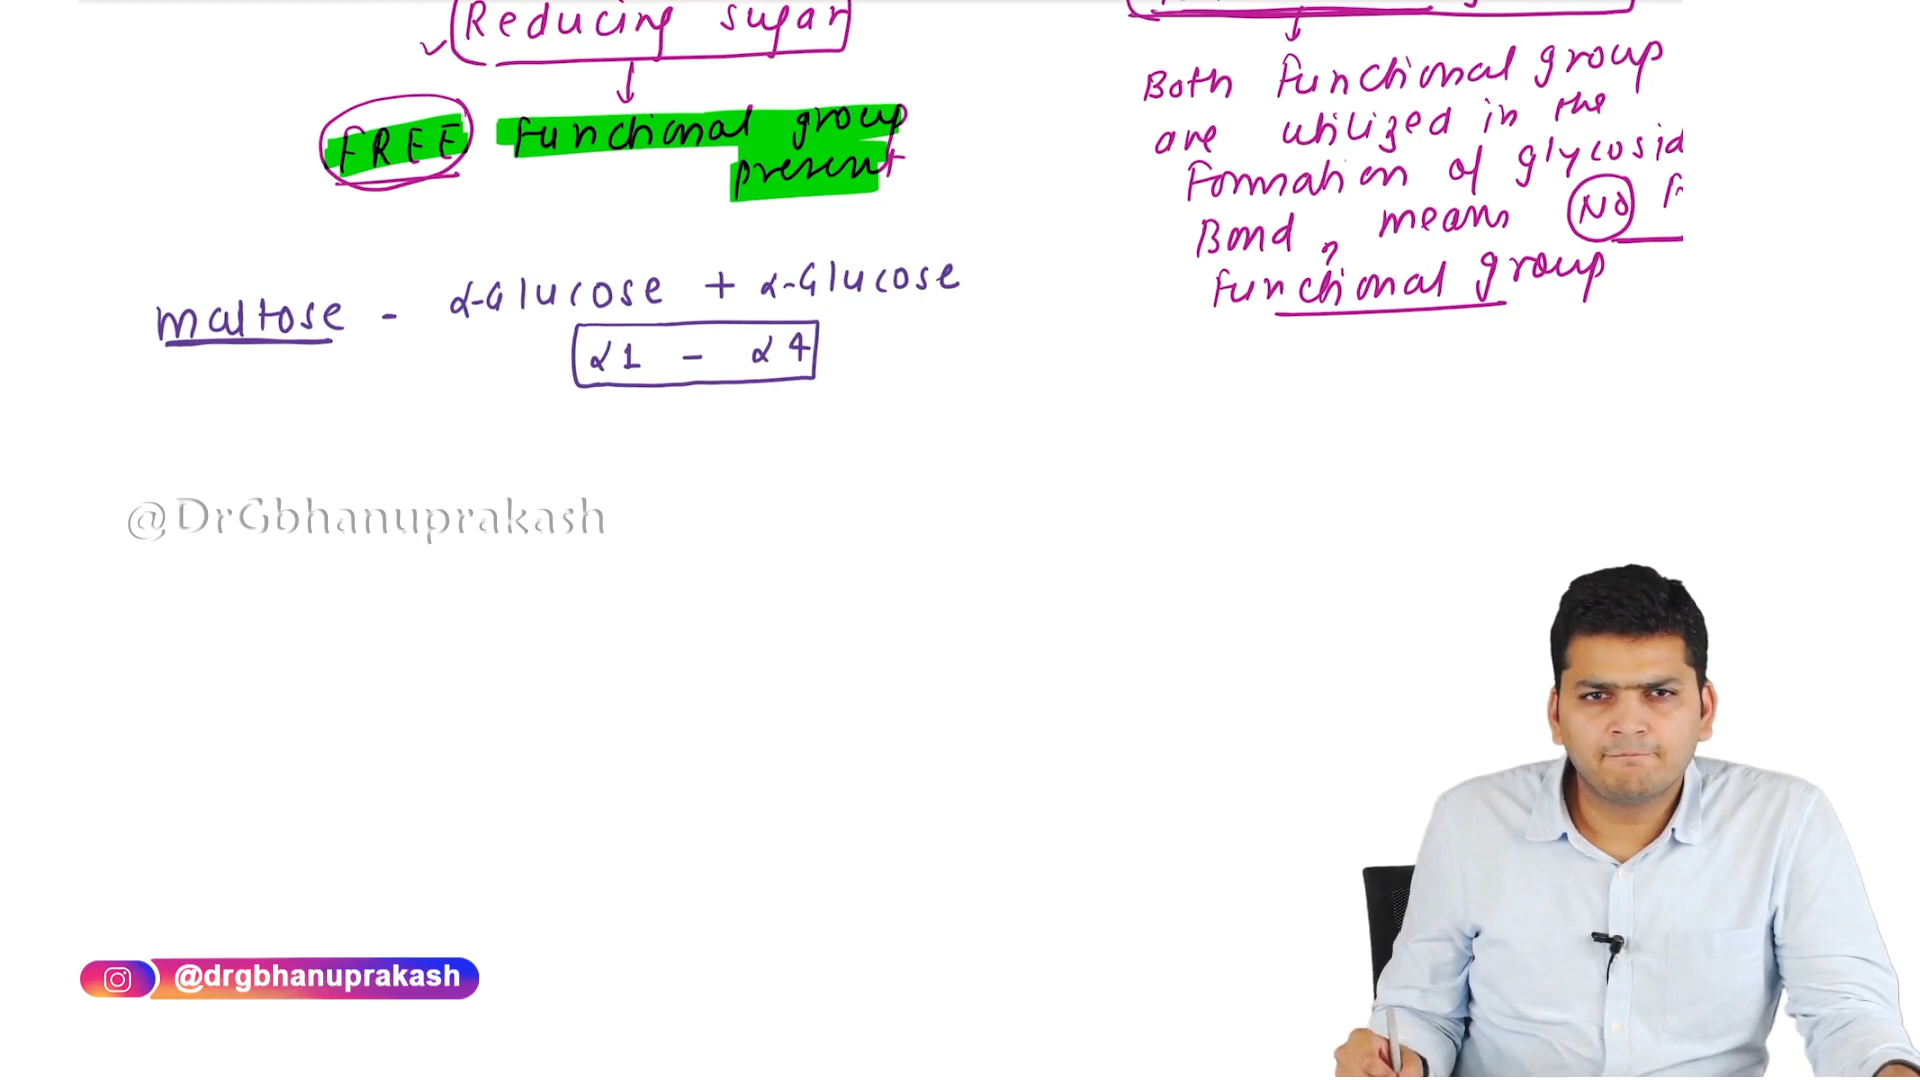 Reducing sugar
FREE Functional group
present
Both Functional group
are utilized in the
Formation of glycosid
Bond, means NO F
Functional group
maltose - α-Glucose + α-Glucose
α1 - α4
@DrGbhanuprakash
@drgbhanuprakash